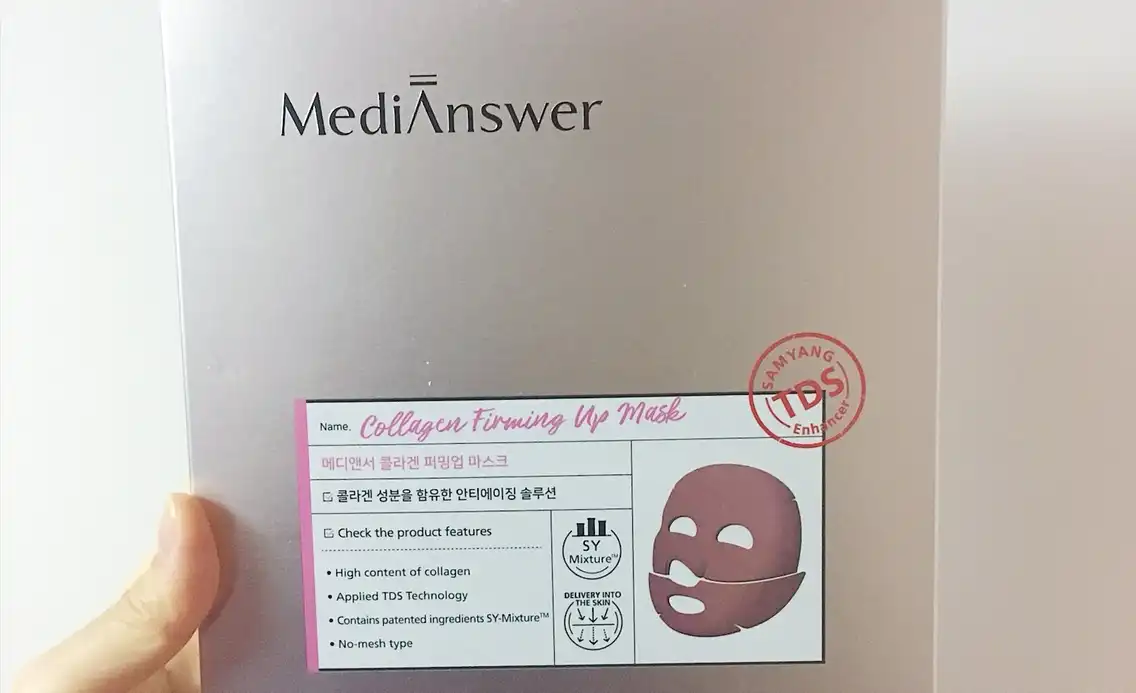 MediAnswer
SAMYANG
TDS
Enhancer
Name. Collagen Firming Up Mask
메디앤서 콜라겐 퍼밍업 마스크
콜라겐 성분을 함유한 안티에이징 솔루션
Check the product features
• High content of collagen
• Applied TDS Technology
• Contains patented ingredients SY-Mixture™
• No-mesh type
SY
Mixture™
DELIVERY INTO
THE SKIN